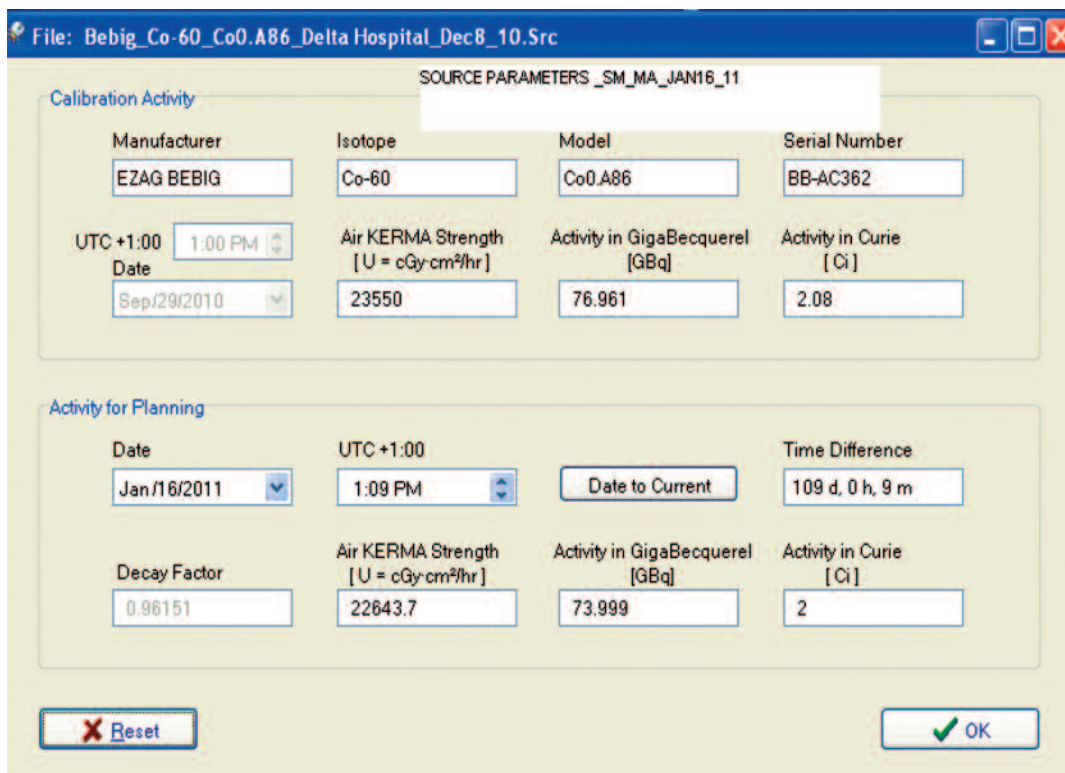 File: Bebig_Co-60_Co0.A86_Delta Hospital_Dec8_10.Src
SOURCE PARAMETERS _SM_MA_JAN16_11
Calibration Activity
Manufacturer Isotope Model Serial Number
EZAG BEBIG Co-60 Co0.A86 BB-AC362
UTC +1:00 1:00 PM
Date
Sep/29/2010
Air KERMA Strength
[ U = cGy·cm²/hr ]
23550
Activity in GigaBecquerel
[GBq]
76.961
Activity in Curie
[ Ci ]
2.08
Activity for Planning
Date UTC +1:00 Time Difference
Jan/16/2011 1:09 PM Date to Current 109 d, 0 h, 9 m
Decay Factor
0.96151
Air KERMA Strength
[ U = cGy·cm²/hr ]
22643.7
Activity in GigaBecquerel
[GBq]
73.999
Activity in Curie
[ Ci ]
2
Reset OK